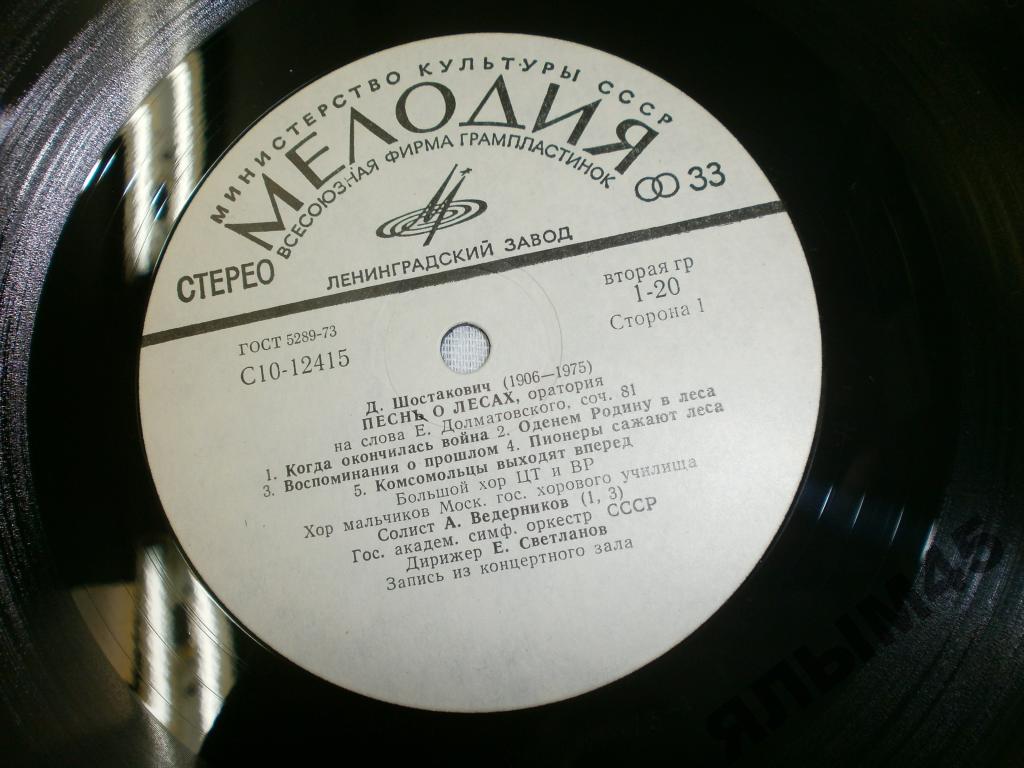 МИНИСТЕРСТВО КУЛЬТУРЫ СССР
МЕЛОДИЯ
ВСЕСОЮЗНАЯ ФИРМА ГРАМПЛАСТИНОК
33
СТЕРЕО
ЛЕНИНГРАДСКИЙ ЗАВОД
ГОСТ 5289-73
С10-12415
вторая гр
1-20
Сторона 1
Д. Шостакович (1906—1975)
ПЕСНЬ О ЛЕСАХ, оратория
на слова Е. Долматовского, соч. 81
1. Когда окончилась война 2. Оденем Родину в леса
3. Воспоминания о прошлом 4. Пионеры сажают леса
5. Комсомольцы выходят вперед
Большой хор ЦТ и ВР
Хор мальчиков Моск. гос. хорового училища
Солист А. Ведерников (1, 3)
Гос. академ. симф. оркестр СССР
Дирижер Е. Светланов
Запись из концертного зала
ЯЛЫМ45